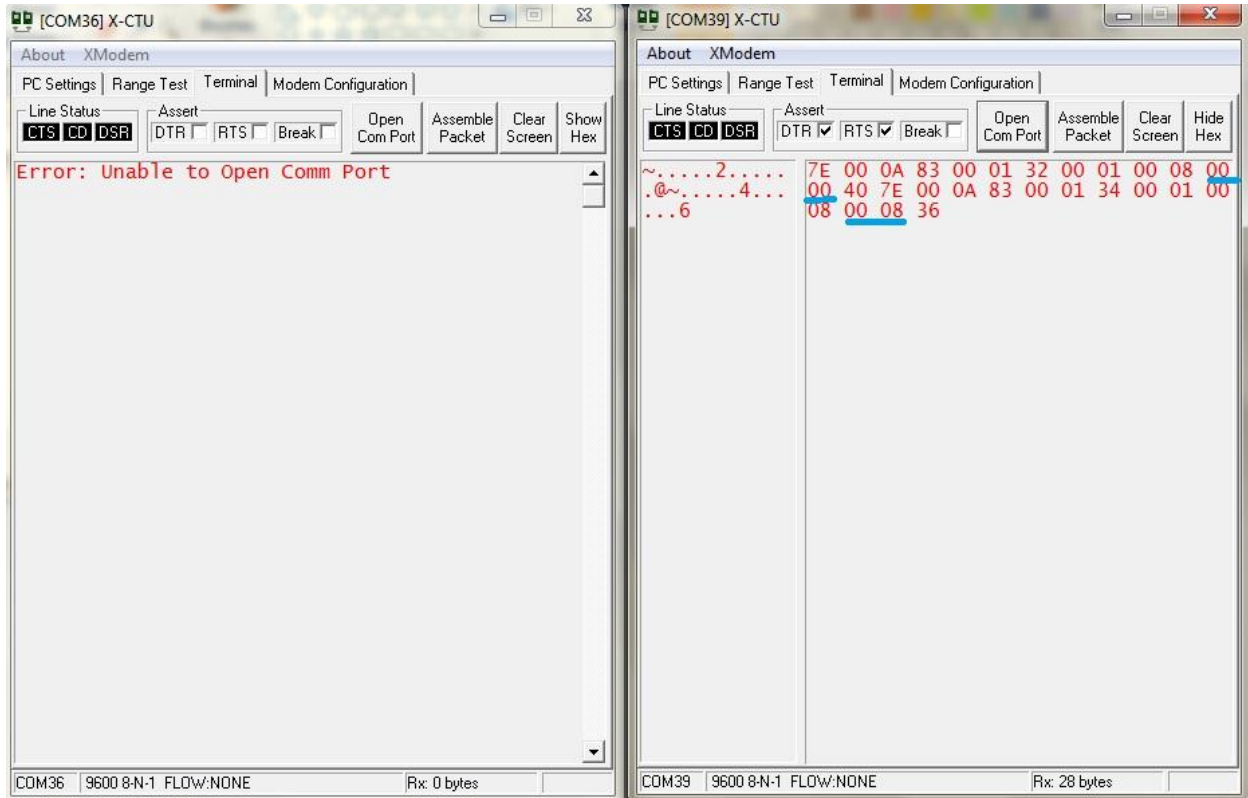 [COM36] X-CTU
About XModem
PC Settings Range Test Terminal Modem Configuration
Line Status Assert
CTS CD DSR DTR RTS Break Open Com Port Assemble Packet Clear Screen Show Hex
Error: Unable to Open Comm Port
COM36 9600 8-N-1 FLOW:NONE Rx: 0 bytes
[COM39] X-CTU
About XModem
PC Settings Range Test Terminal Modem Configuration
Line Status Assert
CTS CD DSR DTR RTS Break Open Com Port Assemble Packet Clear Screen Hide Hex
~.....2..... 7E 00 0A 83 00 01 32 00 01 00 08 00
.@~.....4... 00 40 7E 00 0A 83 00 01 34 00 01 00
...6 08 00 08 36
COM39 9600 8-N-1 FLOW:NONE Rx: 28 bytes